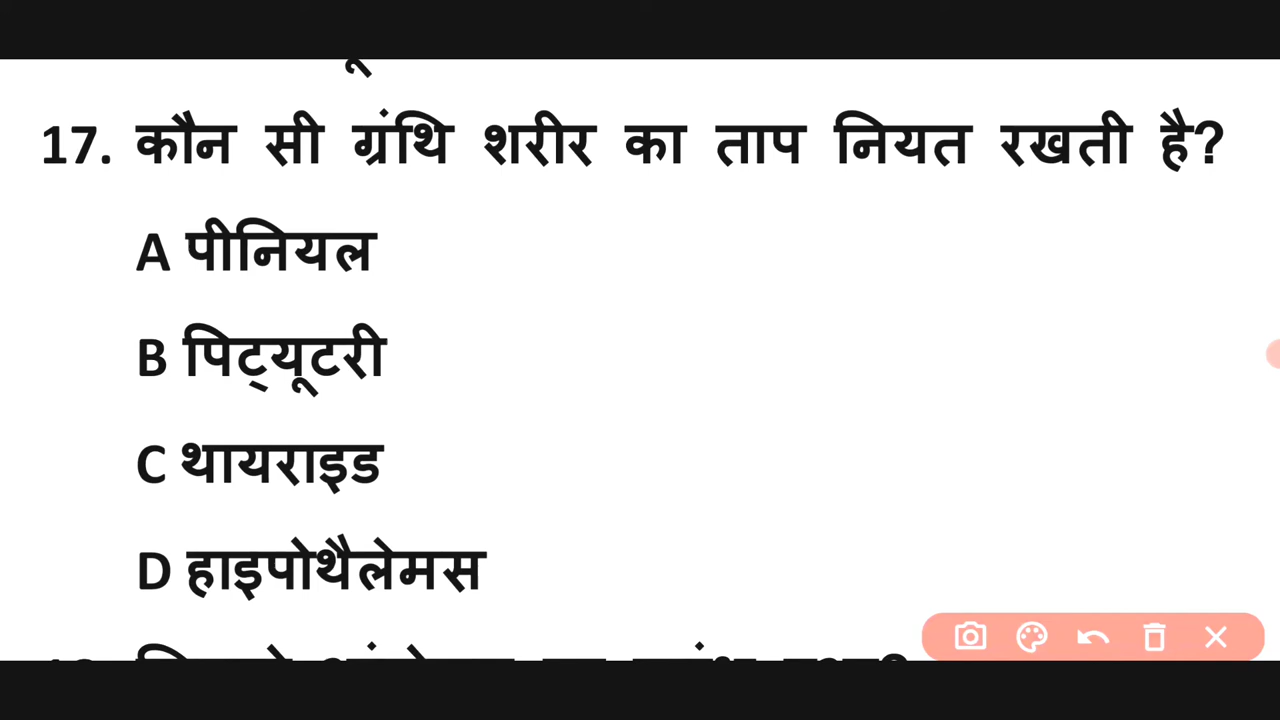 17. कौन सी ग्रंथि शरीर का ताप नियत रखती है?
A पीनियल
B पिट्यूटरी
C थायराइड
D हाइपोथैलेमस